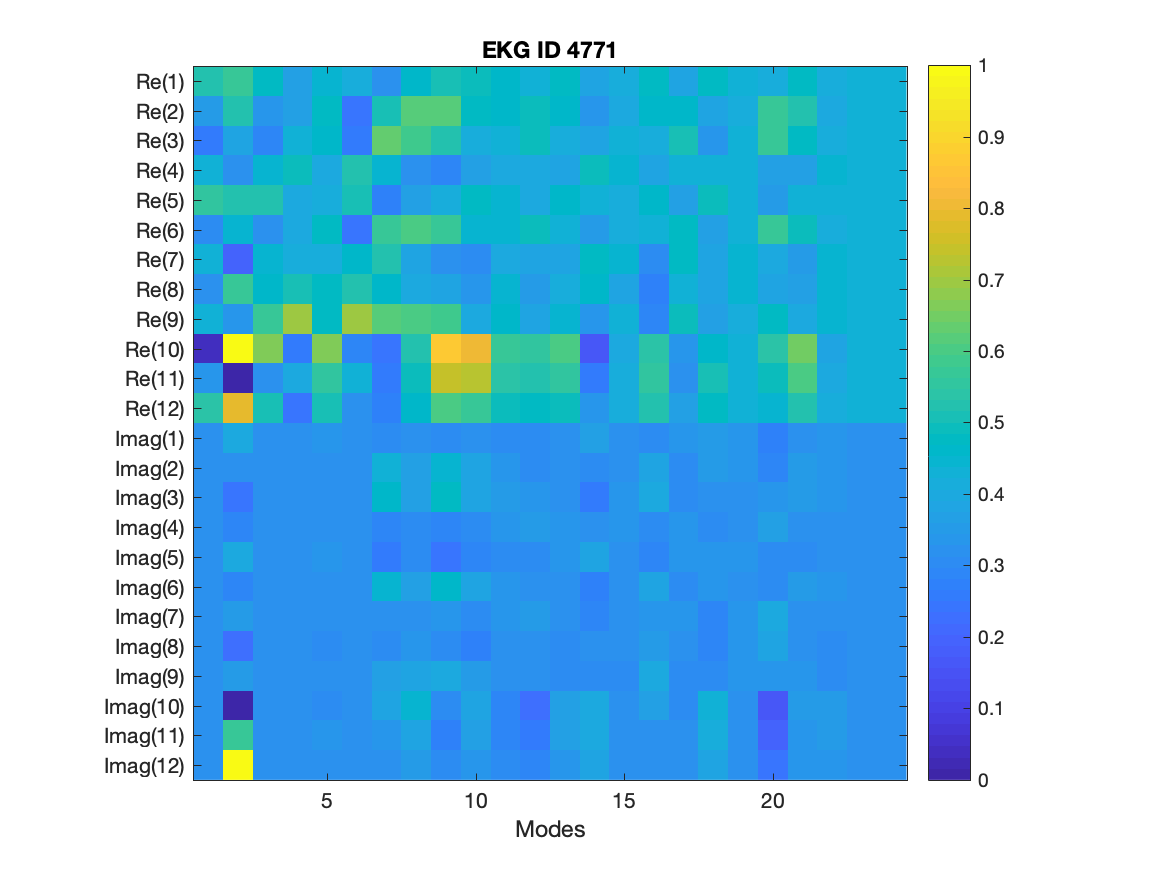 EKG ID 4771
Re(1)
Re(2)
Re(3)
Re(4)
Re(5)
Re(6)
Re(7)
Re(8)
Re(9)
Re(10)
Re(11)
Re(12)
Imag(1)
Imag(2)
Imag(3)
Imag(4)
Imag(5)
Imag(6)
Imag(7)
Imag(8)
Imag(9)
Imag(10)
Imag(11)
Imag(12)
5 10 15 20
Modes
1
0.9
0.8
0.7
0.6
0.5
0.4
0.3
0.2
0.1
0